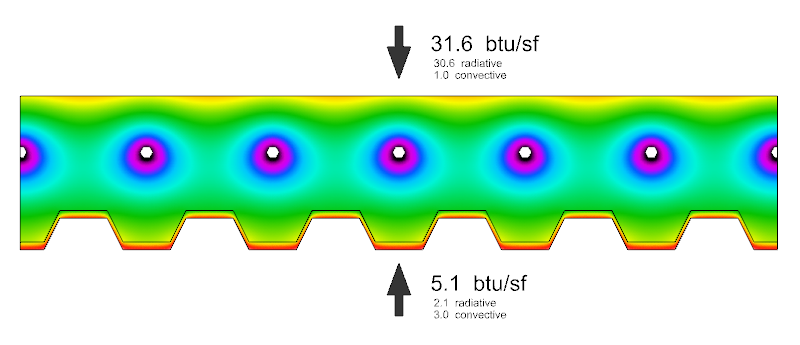 31.6 btu/sf
30.6 radiative
1.0 convective
5.1 btu/sf
2.1 radiative
3.0 convective